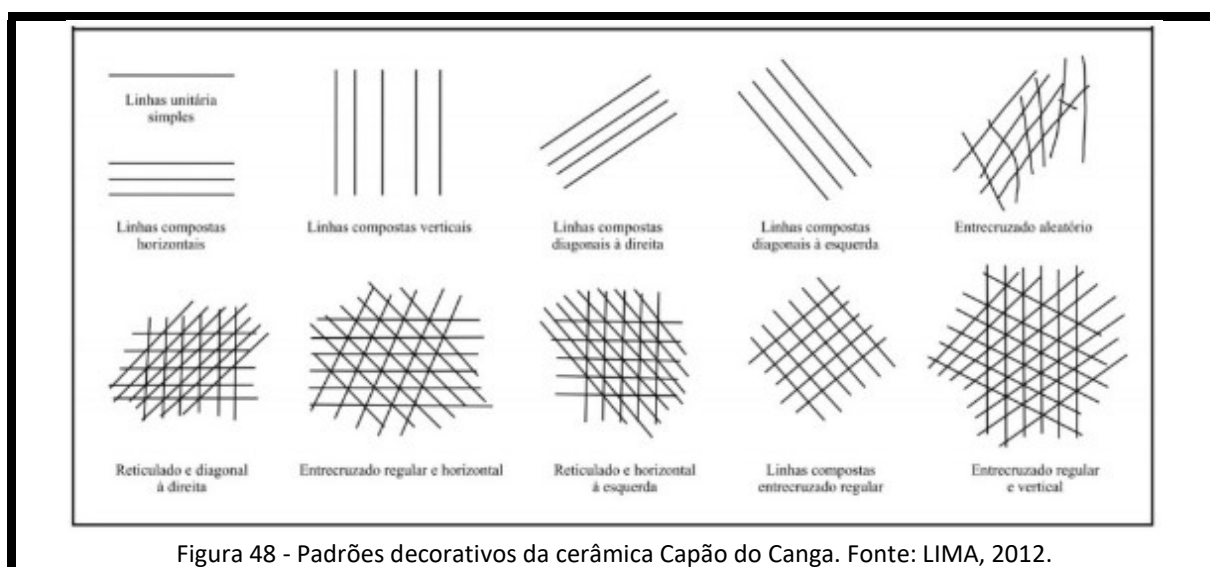 Linhas unitária
simples
Linhas compostas
horizontais
Linhas compostas verticais
Linhas compostas
diagonais à direita
Linhas compostas
diagonais à esquerda
Entrecruzado aleatório
Reticulado e diagonal
à direita
Entrecruzado regular e horizontal
Reticulado e horizontal
à esquerda
Linhas compostas
entrecruzado regular
Entrecruzado regular
e vertical
Figura 48 - Padrões decorativos da cerâmica Capão do Canga. Fonte: LIMA, 2012.